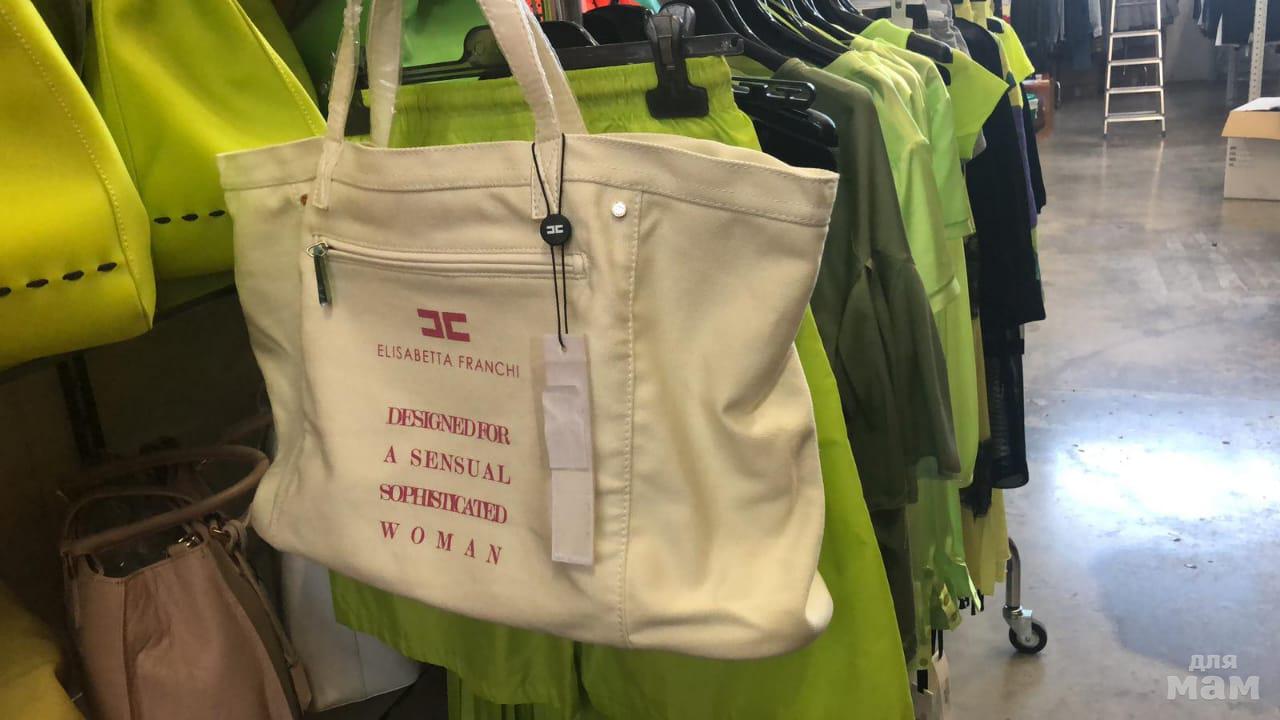 ELISABETTA FRANCHI
DESIGNED FOR
A SENSUAL
SOPHISTICATED
WOMAN
для
мам